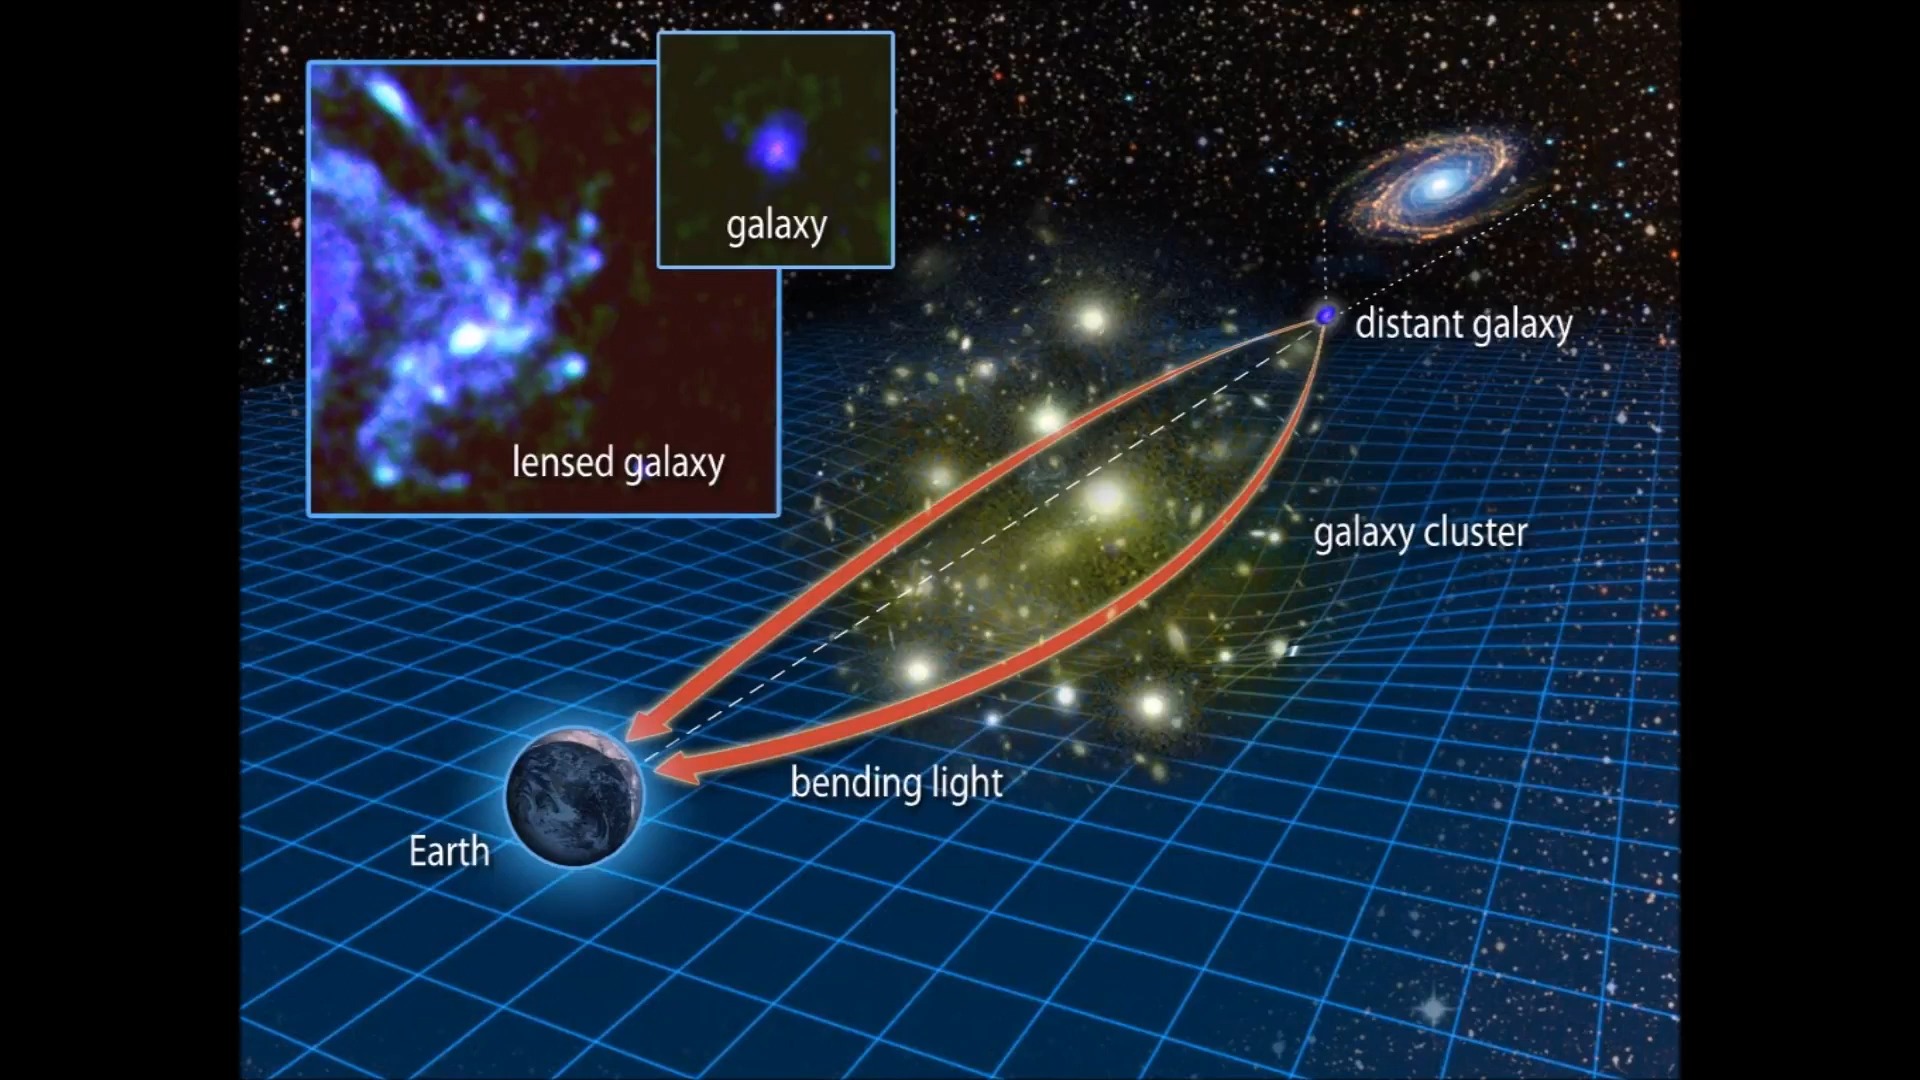 galaxy
lensed galaxy
distant galaxy
galaxy cluster
bending light
Earth